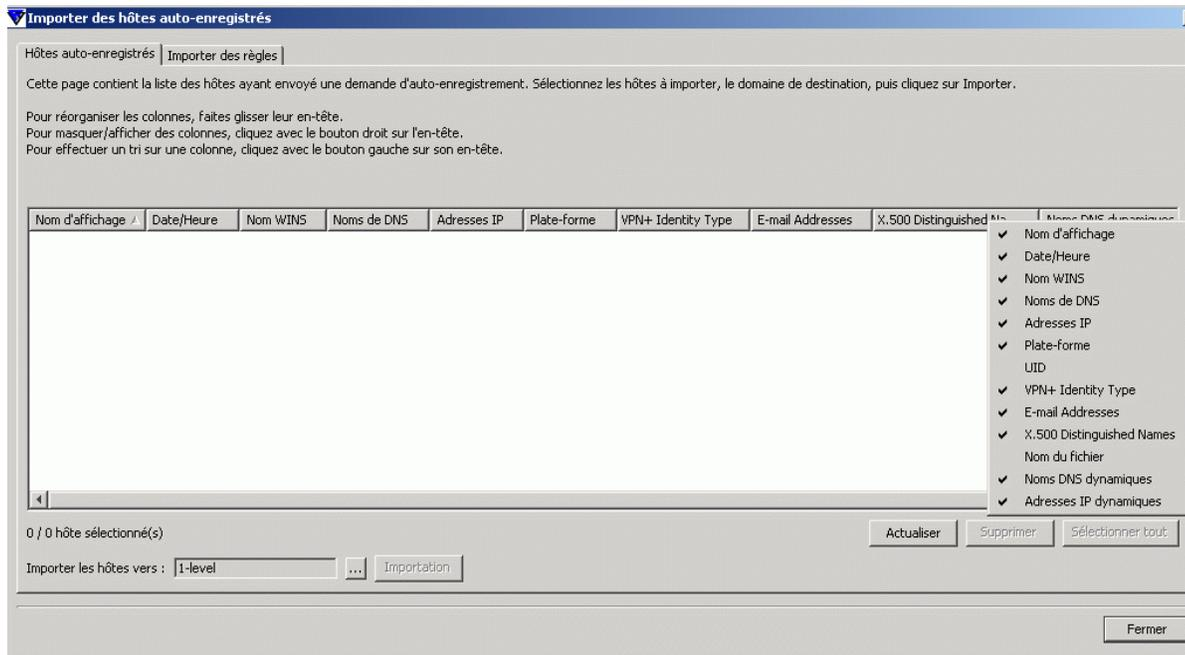 Importer des hôtes auto-enregistrés
Hôtes auto-enregistrés Importer des règles
Cette page contient la liste des hôtes ayant envoyé une demande d'auto-enregistrement. Sélectionnez les hôtes à importer, le domaine de destination, puis cliquez sur Importer.
Pour réorganiser les colonnes, faites glisser leur en-tête.
Pour masquer/afficher des colonnes, cliquez avec le bouton droit sur l'en-tête.
Pour effectuer un tri sur une colonne, cliquez avec le bouton gauche sur son en-tête.
Nom d'affichage Date/Heure Nom WINS Noms de DNS Adresses IP Plate-forme VPN+ Identity Type E-mail Addresses X.500 Distinguished Na... Noms DNS dynamiques
Nom d'affichage
Date/Heure
Nom WINS
Noms de DNS
Adresses IP
Plate-forme
UID
VPN+ Identity Type
E-mail Addresses
X.500 Distinguished Names
Nom du fichier
Noms DNS dynamiques
Adresses IP dynamiques
0 / 0 hôte sélectionné(s)
Actualiser Supprimer Sélectionner tout
Importer les hôtes vers : 1-level ... Importation
Fermer